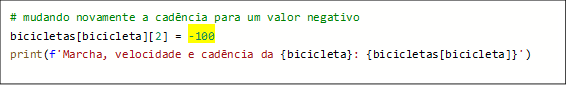 # mudando novamente a cadência para um valor negativo
bicicletas[bicicleta][2] = -100
print(f'Marcha, velocidade e cadência da {bicicleta}: {bicicletas[bicicleta]}')